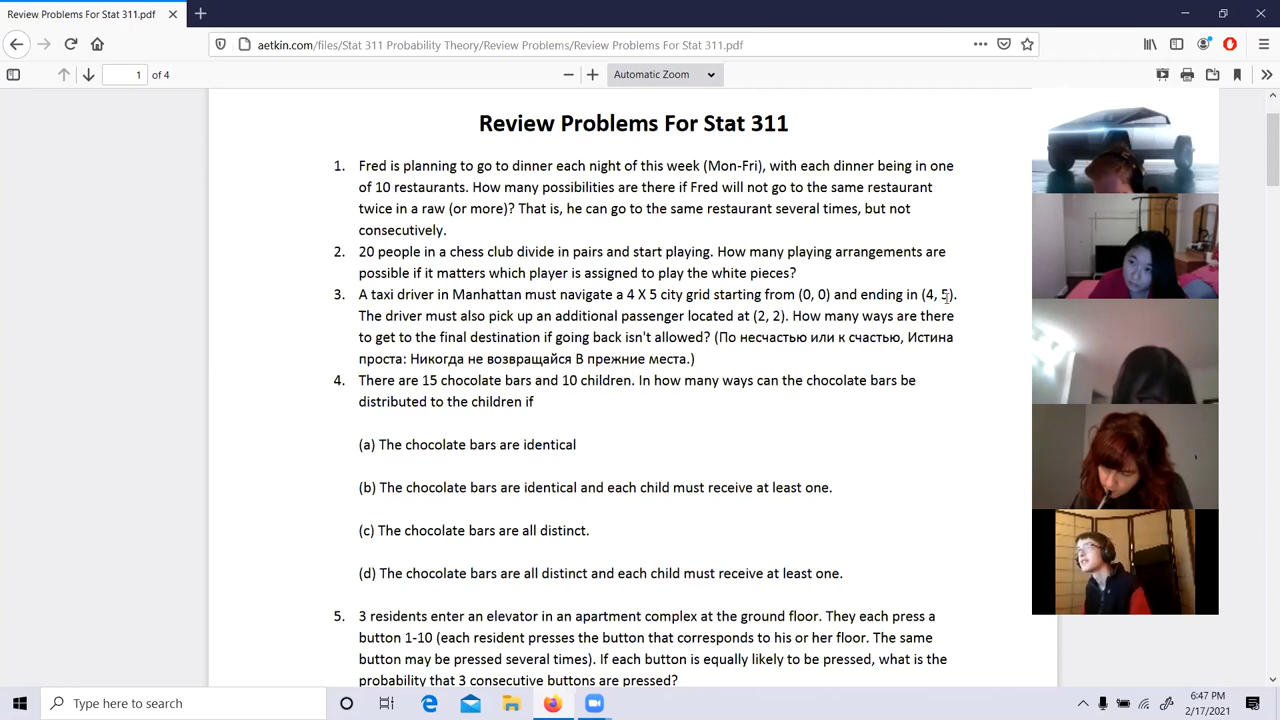 Review Problems For Stat 311.pdf
aetkin.com/files/Stat 311 Probability Theory/Review Problems/Review Problems For Stat 311.pdf
1 of 4
Automatic Zoom
Review Problems For Stat 311
1. Fred is planning to go to dinner each night of this week (Mon-Fri), with each dinner being in one
of 10 restaurants. How many possibilities are there if Fred will not go to the same restaurant
twice in a raw (or more)? That is, he can go to the same restaurant several times, but not
consecutively.
2. 20 people in a chess club divide in pairs and start playing. How many playing arrangements are
possible if it matters which player is assigned to play the white pieces?
3. A taxi driver in Manhattan must navigate a 4 X 5 city grid starting from (0, 0) and ending in (4, 5).
The driver must also pick up an additional passenger located at (2, 2). How many ways are there
to get to the final destination if going back isn't allowed? (По несчастью или к счастью, Истина
проста: Никогда не возвращайся В прежние места.)
4. There are 15 chocolate bars and 10 children. In how many ways can the chocolate bars be
distributed to the children if
(a) The chocolate bars are identical
(b) The chocolate bars are identical and each child must receive at least one.
(c) The chocolate bars are all distinct.
(d) The chocolate bars are all distinct and each child must receive at least one.
5. 3 residents enter an elevator in an apartment complex at the ground floor. They each press a
button 1-10 (each resident presses the button that corresponds to his or her floor. The same
button may be pressed several times). If each button is equally likely to be pressed, what is the
probability that 3 consecutive buttons are pressed?
Type here to search
6:47 PM
2/17/2021